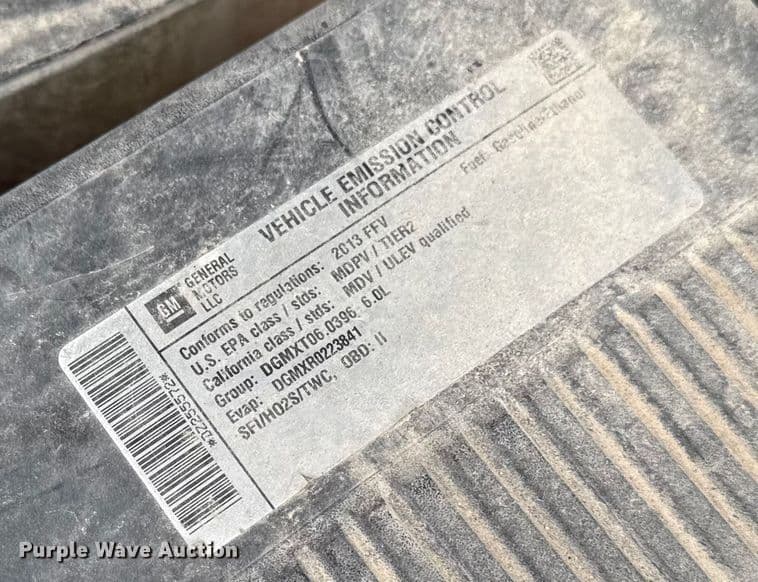 GM
GENERAL
MOTORS
LLC
VEHICLE EMISSION CONTROL
INFORMATION
Conforms to regulations: 2013 FFV
Fuel: Gasoline/Ethanol
U.S. EPA class / stds: MDPV / TIER2
California class / stds: MDV / ULEV qualified
Group: DGMXT06.0396 6.0L
Evap: DGMXR0223841
SFI/HO2S/TWC, OBD: II
Purple Wave Auction